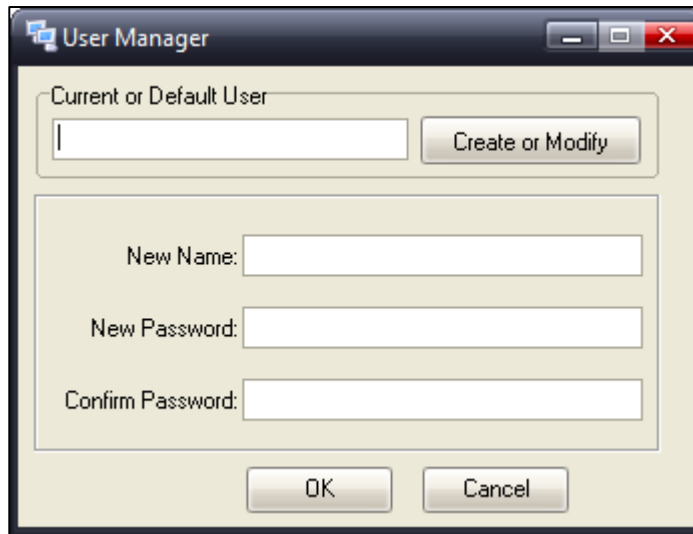 User Manager
Current or Default User
Create or Modify
New Name:
New Password:
Confirm Password:
OK
Cancel